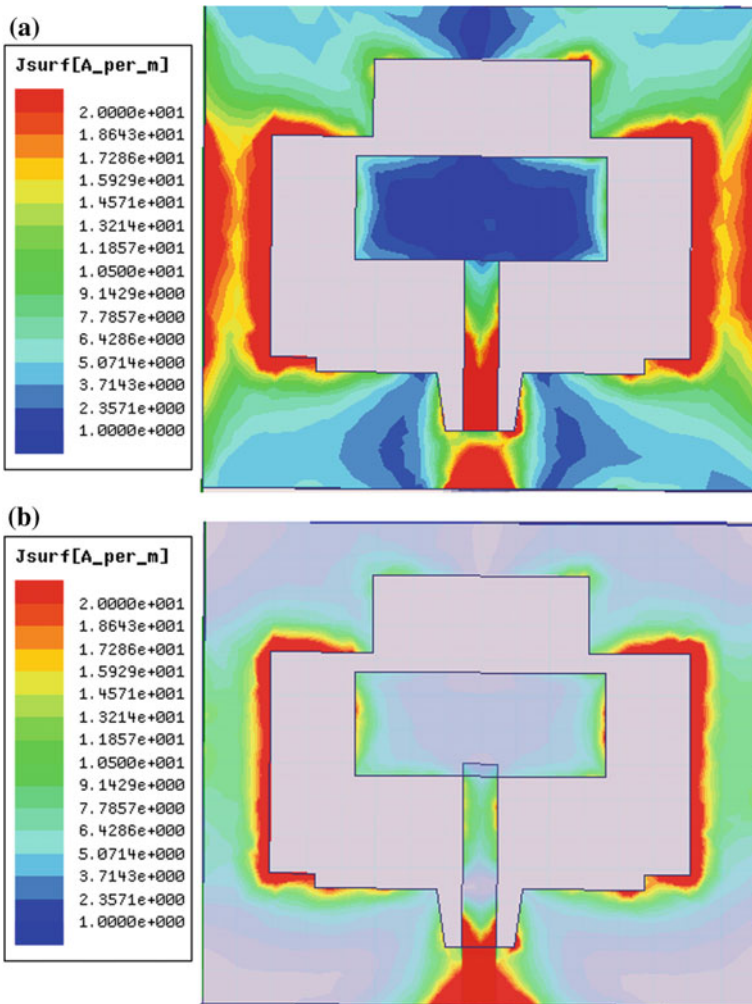 (a)
Jsurf[A_per_m]
2.0000e+001
1.8643e+001
1.7286e+001
1.5929e+001
1.4571e+001
1.3214e+001
1.1857e+001
1.0500e+001
9.1429e+000
7.7857e+000
6.4286e+000
5.0714e+000
3.7143e+000
2.3571e+000
1.0000e+000
(b)
Jsurf[A_per_m]
2.0000e+001
1.8643e+001
1.7286e+001
1.5929e+001
1.4571e+001
1.3214e+001
1.1857e+001
1.0500e+001
9.1429e+000
7.7857e+000
6.4286e+000
5.0714e+000
3.7143e+000
2.3571e+000
1.0000e+000